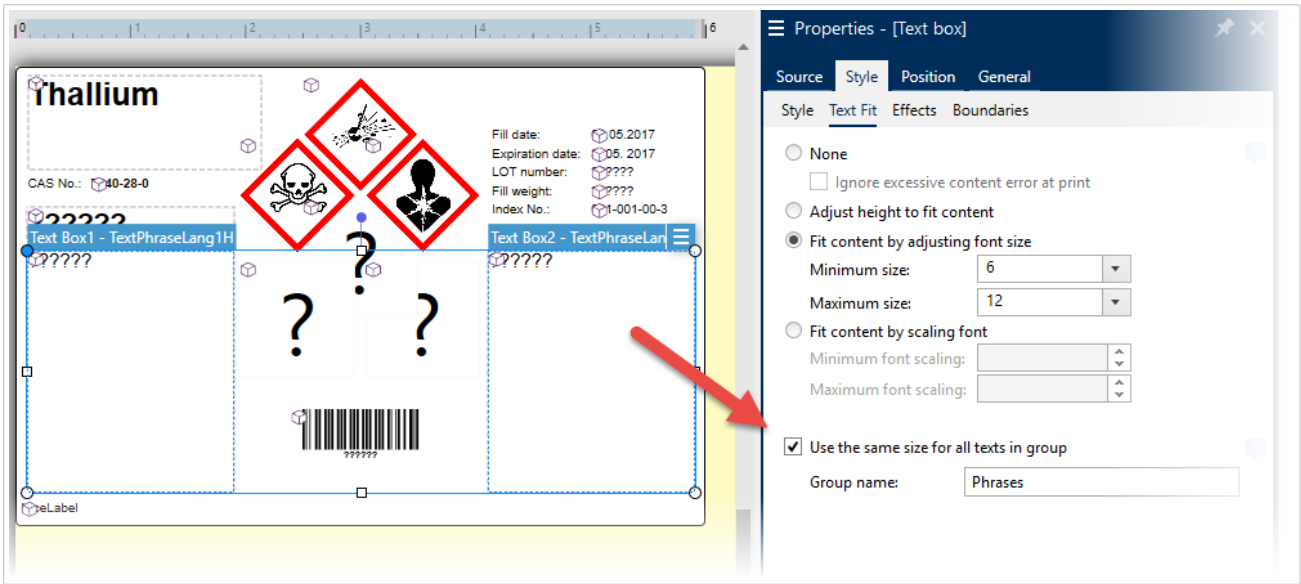 0 1 2 3 4 5 6
Thallium
CAS No.: 40-28-0
Fill date: 05.2017
Expiration date: 05. 2017
LOT number: ????
Fill weight: ????
Index No.: 1-001-00-3
?????
Text Box1 - TextPhraseLang1H
Text Box2 - TextPhraseLan
?????
?????
?
? ?
??????
eLabel
Properties - [Text box]
Source Style Position General
Style Text Fit Effects Boundaries
None
Ignore excessive content error at print
Adjust height to fit content
Fit content by adjusting font size
Minimum size: 6
Maximum size: 12
Fit content by scaling font
Minimum font scaling:
Maximum font scaling:
Use the same size for all texts in group
Group name: Phrases